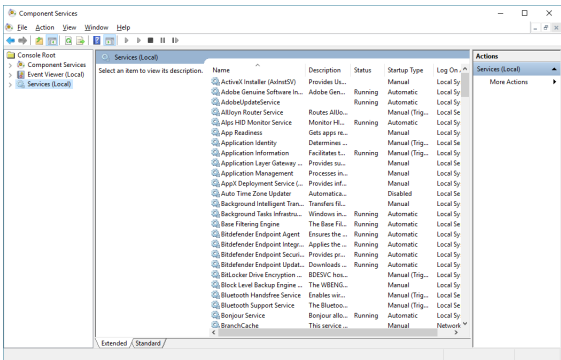 Component Services
File Action View Window Help
Console Root
Component Services
Event Viewer (Local)
Services (Local)
Services (Local)
Select an item to view its description.
Name Description Status Startup Type Log On
ActiveX Installer (AxInstSV) Provides Us... Manual Local Sy
Adobe Genuine Software In... Adobe Gen... Running Automatic Local Sy
AdobeUpdateService Running Automatic Local Sy
AllJoyn Router Service Routes AllJo... Manual (Trig... Local Se
Alps HID Monitor Service Monitor HI... Running Automatic Local Sy
App Readiness Gets apps re... Manual Local Sy
Application Identity Determines ... Manual (Trig... Local Se
Application Information Facilitates t... Running Manual (Trig... Local Sy
Application Layer Gateway ... Provides su... Manual Local Se
Application Management Processes in... Manual Local Sy
AppX Deployment Service (... Provides inf... Manual Local Sy
Auto Time Zone Updater Automatica... Disabled Local Se
Background Intelligent Tran... Transfers fil... Manual Local Sy
Background Tasks Infrastru... Windows in... Running Automatic Local Sy
Base Filtering Engine The Base Fil... Running Automatic Local Se
Bitdefender Endpoint Agent Ensures the ... Running Automatic Local Sy
Bitdefender Endpoint Integr... Applies the ... Running Automatic Local Sy
Bitdefender Endpoint Securi... Provides pr... Running Automatic Local Sy
Bitdefender Endpoint Updat... Downloads ... Running Automatic Local Sy
BitLocker Drive Encryption ... BDESVC hos... Manual (Trig... Local Sy
Block Level Backup Engine ... The WBENG... Manual Local Sy
Bluetooth Handsfree Service Enables wir... Manual (Trig... Local Se
Bluetooth Support Service The Bluetoo... Manual (Trig... Local Se
Bonjour Service Bonjour allo... Running Automatic Local Sy
BranchCache This service ... Manual Network
Extended Standard
Actions
Services (Local)
More Actions